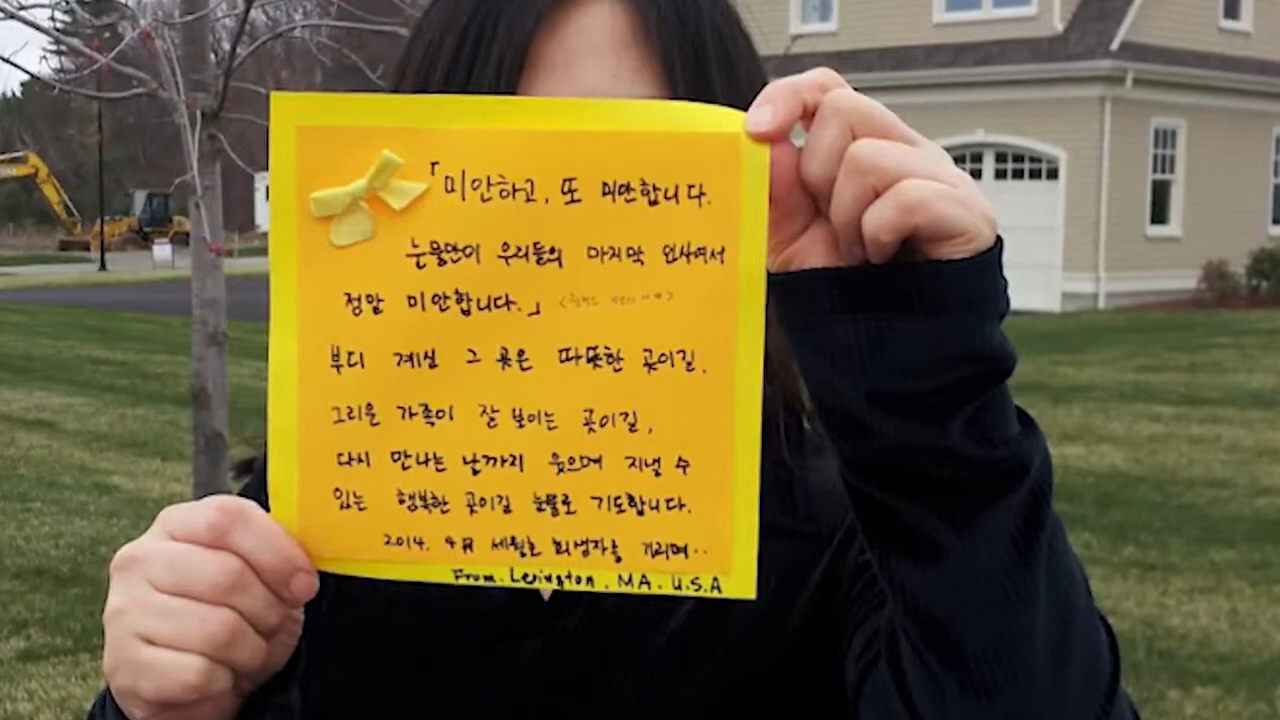 「미안하고, 또 미안합니다.
눈물만이 우리들의 마지막 인사여서
정말 미안합니다.」
부디 계신 그 곳은 따뜻한 곳이길.
그리운 가족이 잘 보이는 곳이길,
다시 만나는 날까지 웃으며 지낼 수
있는 행복한 곳이길 눈물로 기도합니다.
2014. 4月 세월호 희생자를 기리며..
From. Lexington. MA. U.S.A